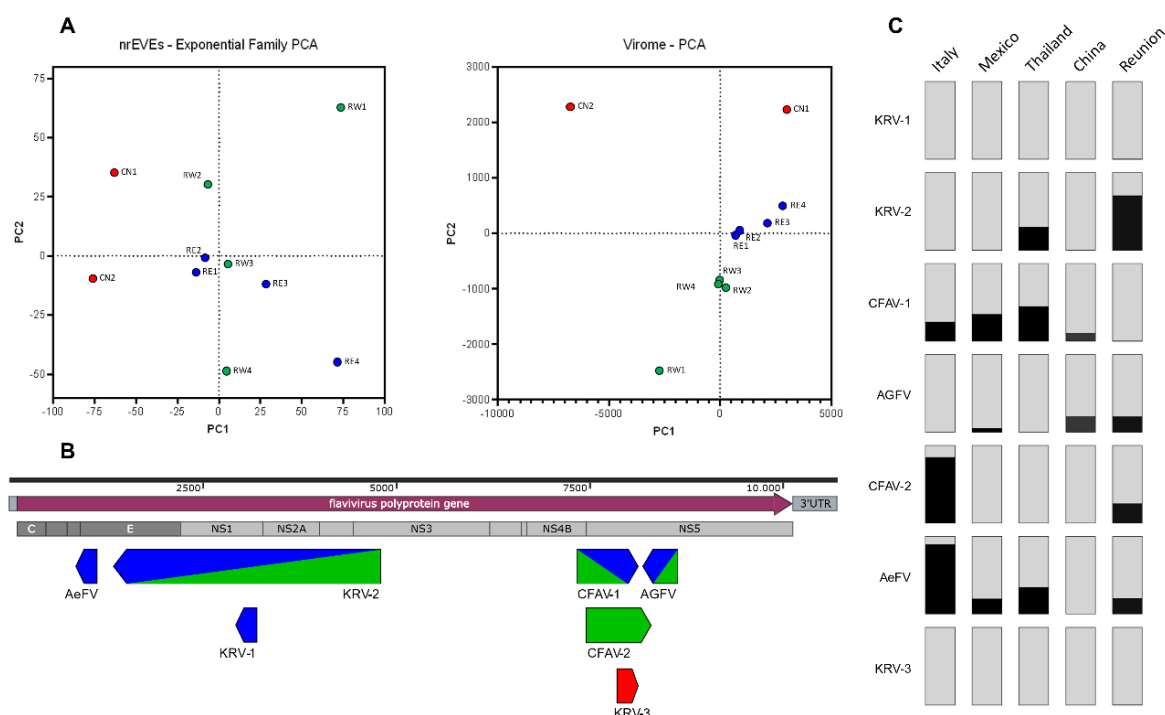 A
nrEVEs - Exponential Family PCA
75
50
25
0
-25
-50
-100
-75
-50
-25
0
25
50
75
100
PC2
PC1
RW1
CN1
RW2
RE2
RE1
RW3
CN2
RE3
RE4
RW4
Virome - PCA
3000
2000
1000
0
-1000
-2000
-3000
-10000
-5000
0
5000
PC2
PC1
CN2
CN1
RE4
RE3
RE2
RE1
RW3
RW4
RW2
RW1
B
2500
5000
7500
10.000
flavivirus polyprotein gene
3'UTR
C
E
NS1
NS2A
NS3
NS4B
NS5
AeFV
KRV-2
CFAV-1
AGFV
KRV-1
CFAV-2
KRV-3
C
Italy
Mexico
Thailand
China
Reunion
KRV-1
KRV-2
CFAV-1
AGFV
CFAV-2
AeFV
KRV-3